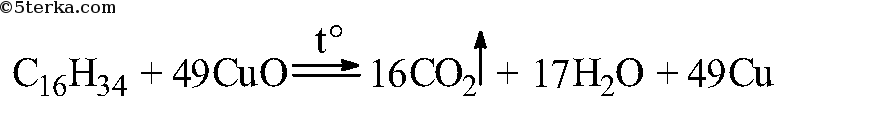 ©5terka.com
t°
C₁₆H₃₄ + 49CuO ⇒ 16CO₂↑ + 17H₂O + 49Cu